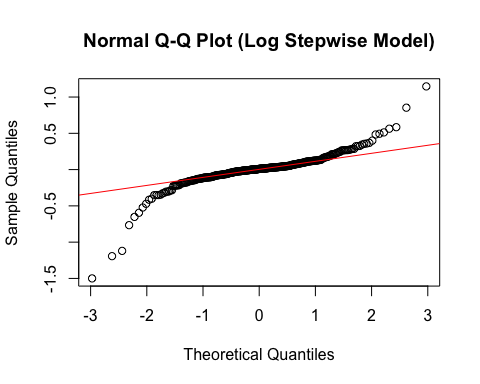 Normal Q-Q Plot (Log Stepwise Model)
Sample Quantiles
1.0
0.5
-0.5
-1.5
-3 -2 -1 0 1 2 3
Theoretical Quantiles